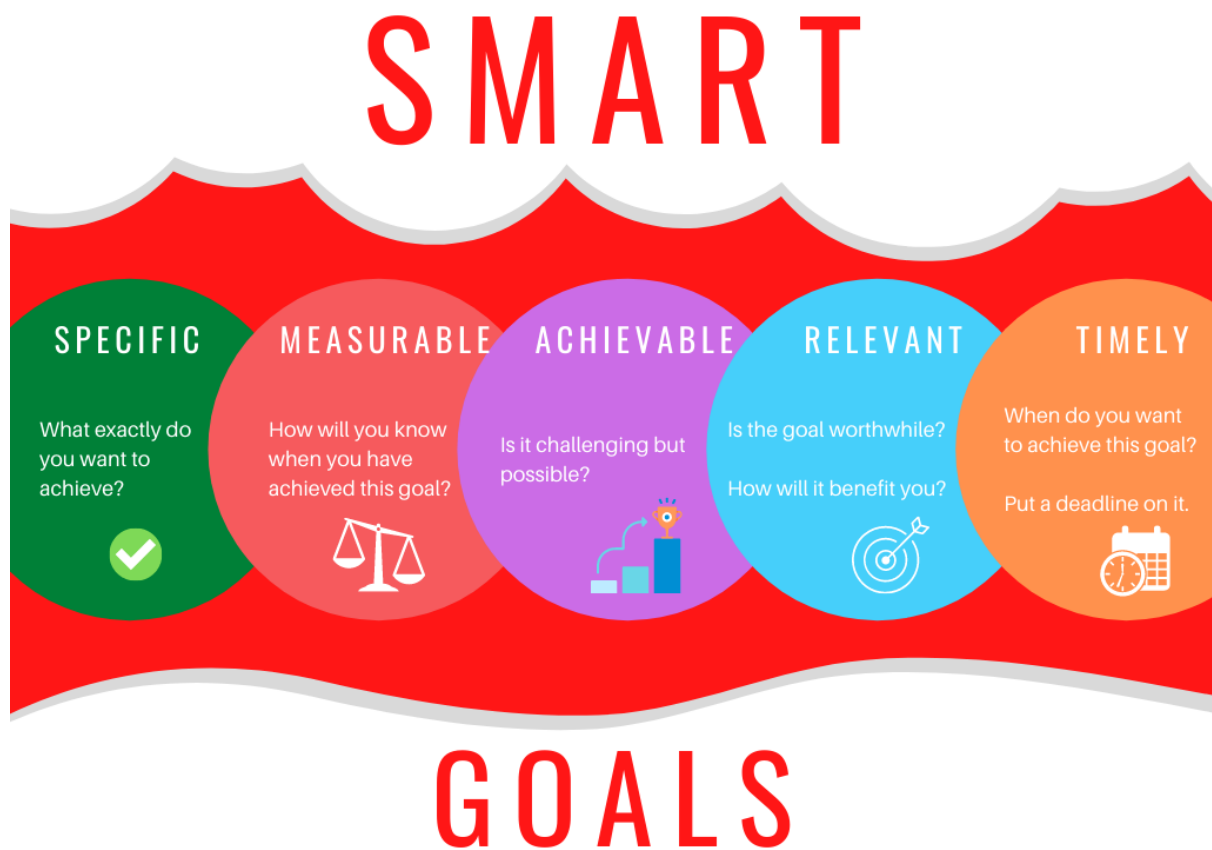 SMART
SPECIFIC
What exactly do
you want to
achieve?
MEASURABLE
How will you know
when you have
achieved this goal?
ACHIEVABLE
Is it challenging but
possible?
RELEVANT
Is the goal worthwhile?
How will it benefit you?
TIMELY
When do you want
to achieve this goal?
Put a deadline on it.
GOALS